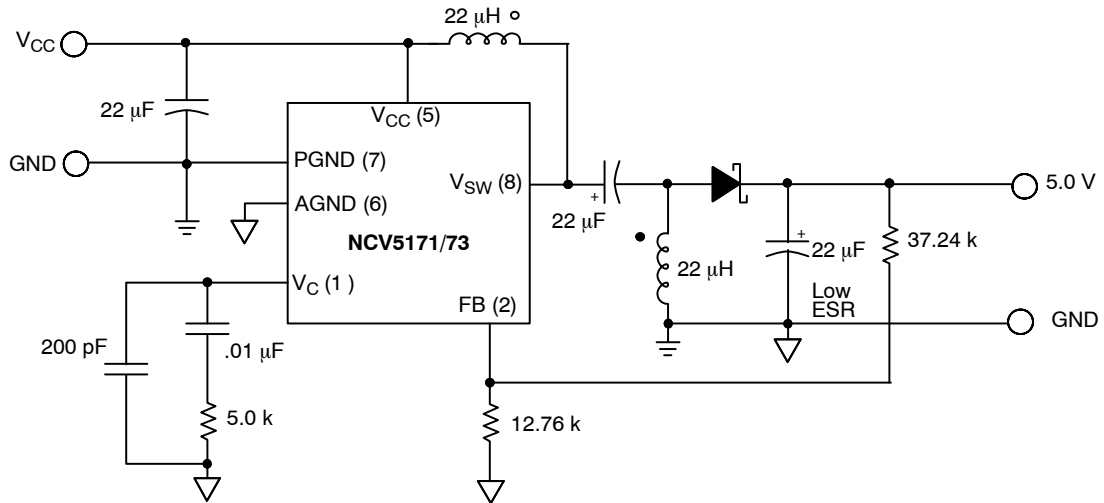 22 μH
VCC
22 μF
VCC (5)
GND
PGND (7)
VSW (8)
5.0 V
AGND (6)
+
22 μF
NCV5171/73
37.24 k
+
22 μF
22 μH
VC (1 )
Low
ESR
FB (2)
GND
200 pF
.01 μF
5.0 k
12.76 k